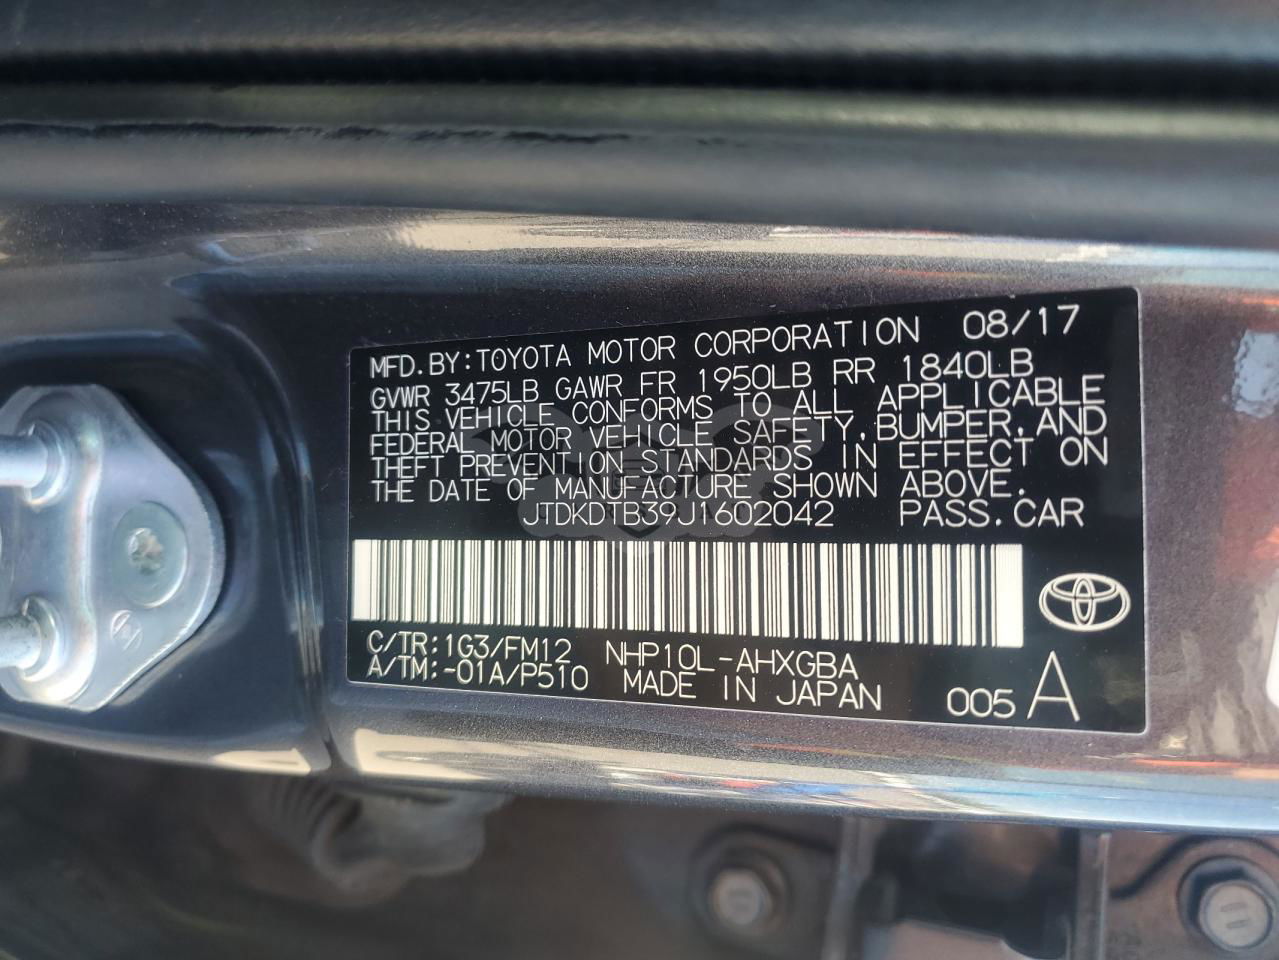 MFD.BY:TOYOTA MOTOR CORPORATION 08/17
GVWR 3475LB GAWR FR 1950LB RR 1840LB
THIS VEHICLE CONFORMS TO ALL APPLICABLE
FEDERAL MOTOR VEHICLE SAFETY,BUMPER,AND
THEFT PREVENTION STANDARDS IN EFFECT ON
THE DATE OF MANUFACTURE SHOWN ABOVE.
JTDKDTB39J1602042 PASS.CAR
C/TR:1G3/FM12 NHP10L-AHXGBA
A/TM:-01A/P510 MADE IN JAPAN 005 A